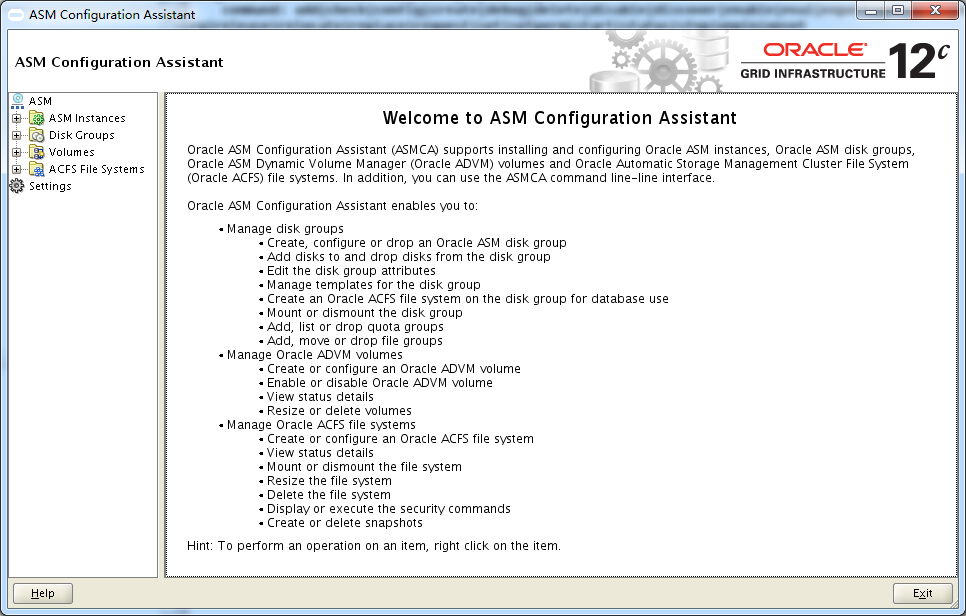 ASM Configuration Assistant
ASM Configuration Assistant
ORACLE®
GRID INFRASTRUCTURE
12c
ASM
ASM Instances
Disk Groups
Volumes
ACFS File Systems
Settings
Welcome to ASM Configuration Assistant
Oracle ASM Configuration Assistant (ASMCA) supports installing and configuring Oracle ASM instances, Oracle ASM disk groups,
Oracle ASM Dynamic Volume Manager (Oracle ADVM) volumes and Oracle Automatic Storage Management Cluster File System
(Oracle ACFS) file systems. In addition, you can use the ASMCA command line-line interface.
Oracle ASM Configuration Assistant enables you to:
• Manage disk groups
• Create, configure or drop an Oracle ASM disk group
• Add disks to and drop disks from the disk group
• Edit the disk group attributes
• Manage templates for the disk group
• Create an Oracle ACFS file system on the disk group for database use
• Mount or dismount the disk group
• Add, list or drop quota groups
• Add, move or drop file groups
• Manage Oracle ADVM volumes
• Create or configure an Oracle ADVM volume
• Enable or disable Oracle ADVM volume
• View status details
• Resize or delete volumes
• Manage Oracle ACFS file systems
• Create or configure an Oracle ACFS file system
• View status details
• Mount or dismount the file system
• Resize the file system
• Delete the file system
• Display or execute the security commands
• Create or delete snapshots
Hint: To perform an operation on an item, right click on the item.
Help
Exit